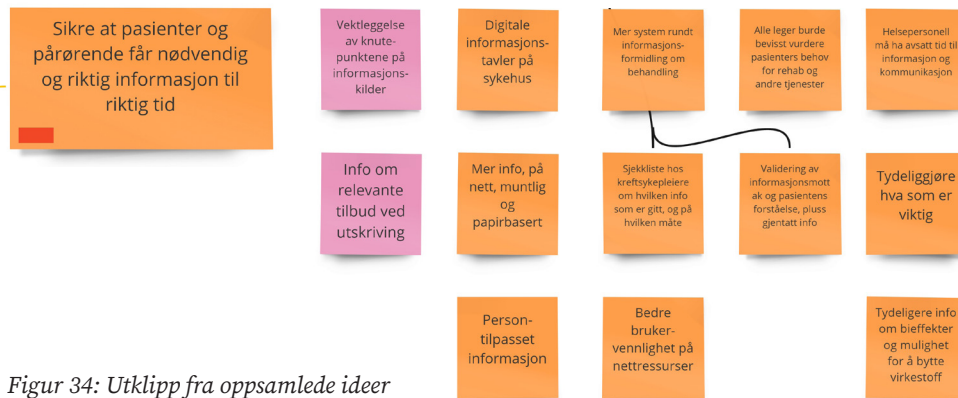 Sikre at pasienter og
pårørende får nødvendig
og riktig informasjon til
riktig tid
Vektleggelse
av knute-
punktene på
informasjons-
kilder
Digitale
informasjons-
tavler på
sykehus
Mer system rundt
informasjons-
formidling om
behandling
Alle leger burde
bevisst vurdere
pasienters behov
for rehab og
andre tjenester
Helsepersonell
må ha avsatt tid til
informasjon og
kommunikasjon
Info om
relevante
tilbud ved
utskriving
Mer info, på
nett, muntlig
og
papirbasert
Sjekkliste hos
kreftsykepleiere
om hvilken info
som er gitt, og på
hvilken måte
Validering av
informasjonsmott
ak og pasientens
forståelse, pluss
gjentatt info
Tydeliggjøre
hva som er
viktig
Person-
tilpasset
informasjon
Bedre
bruker-
vennlighet på
nettressurser
Tydeligere info
om bieffekter
og mulighet
for å bytte
virkestoff
Figur 34: Utklipp fra oppsamlede ideer